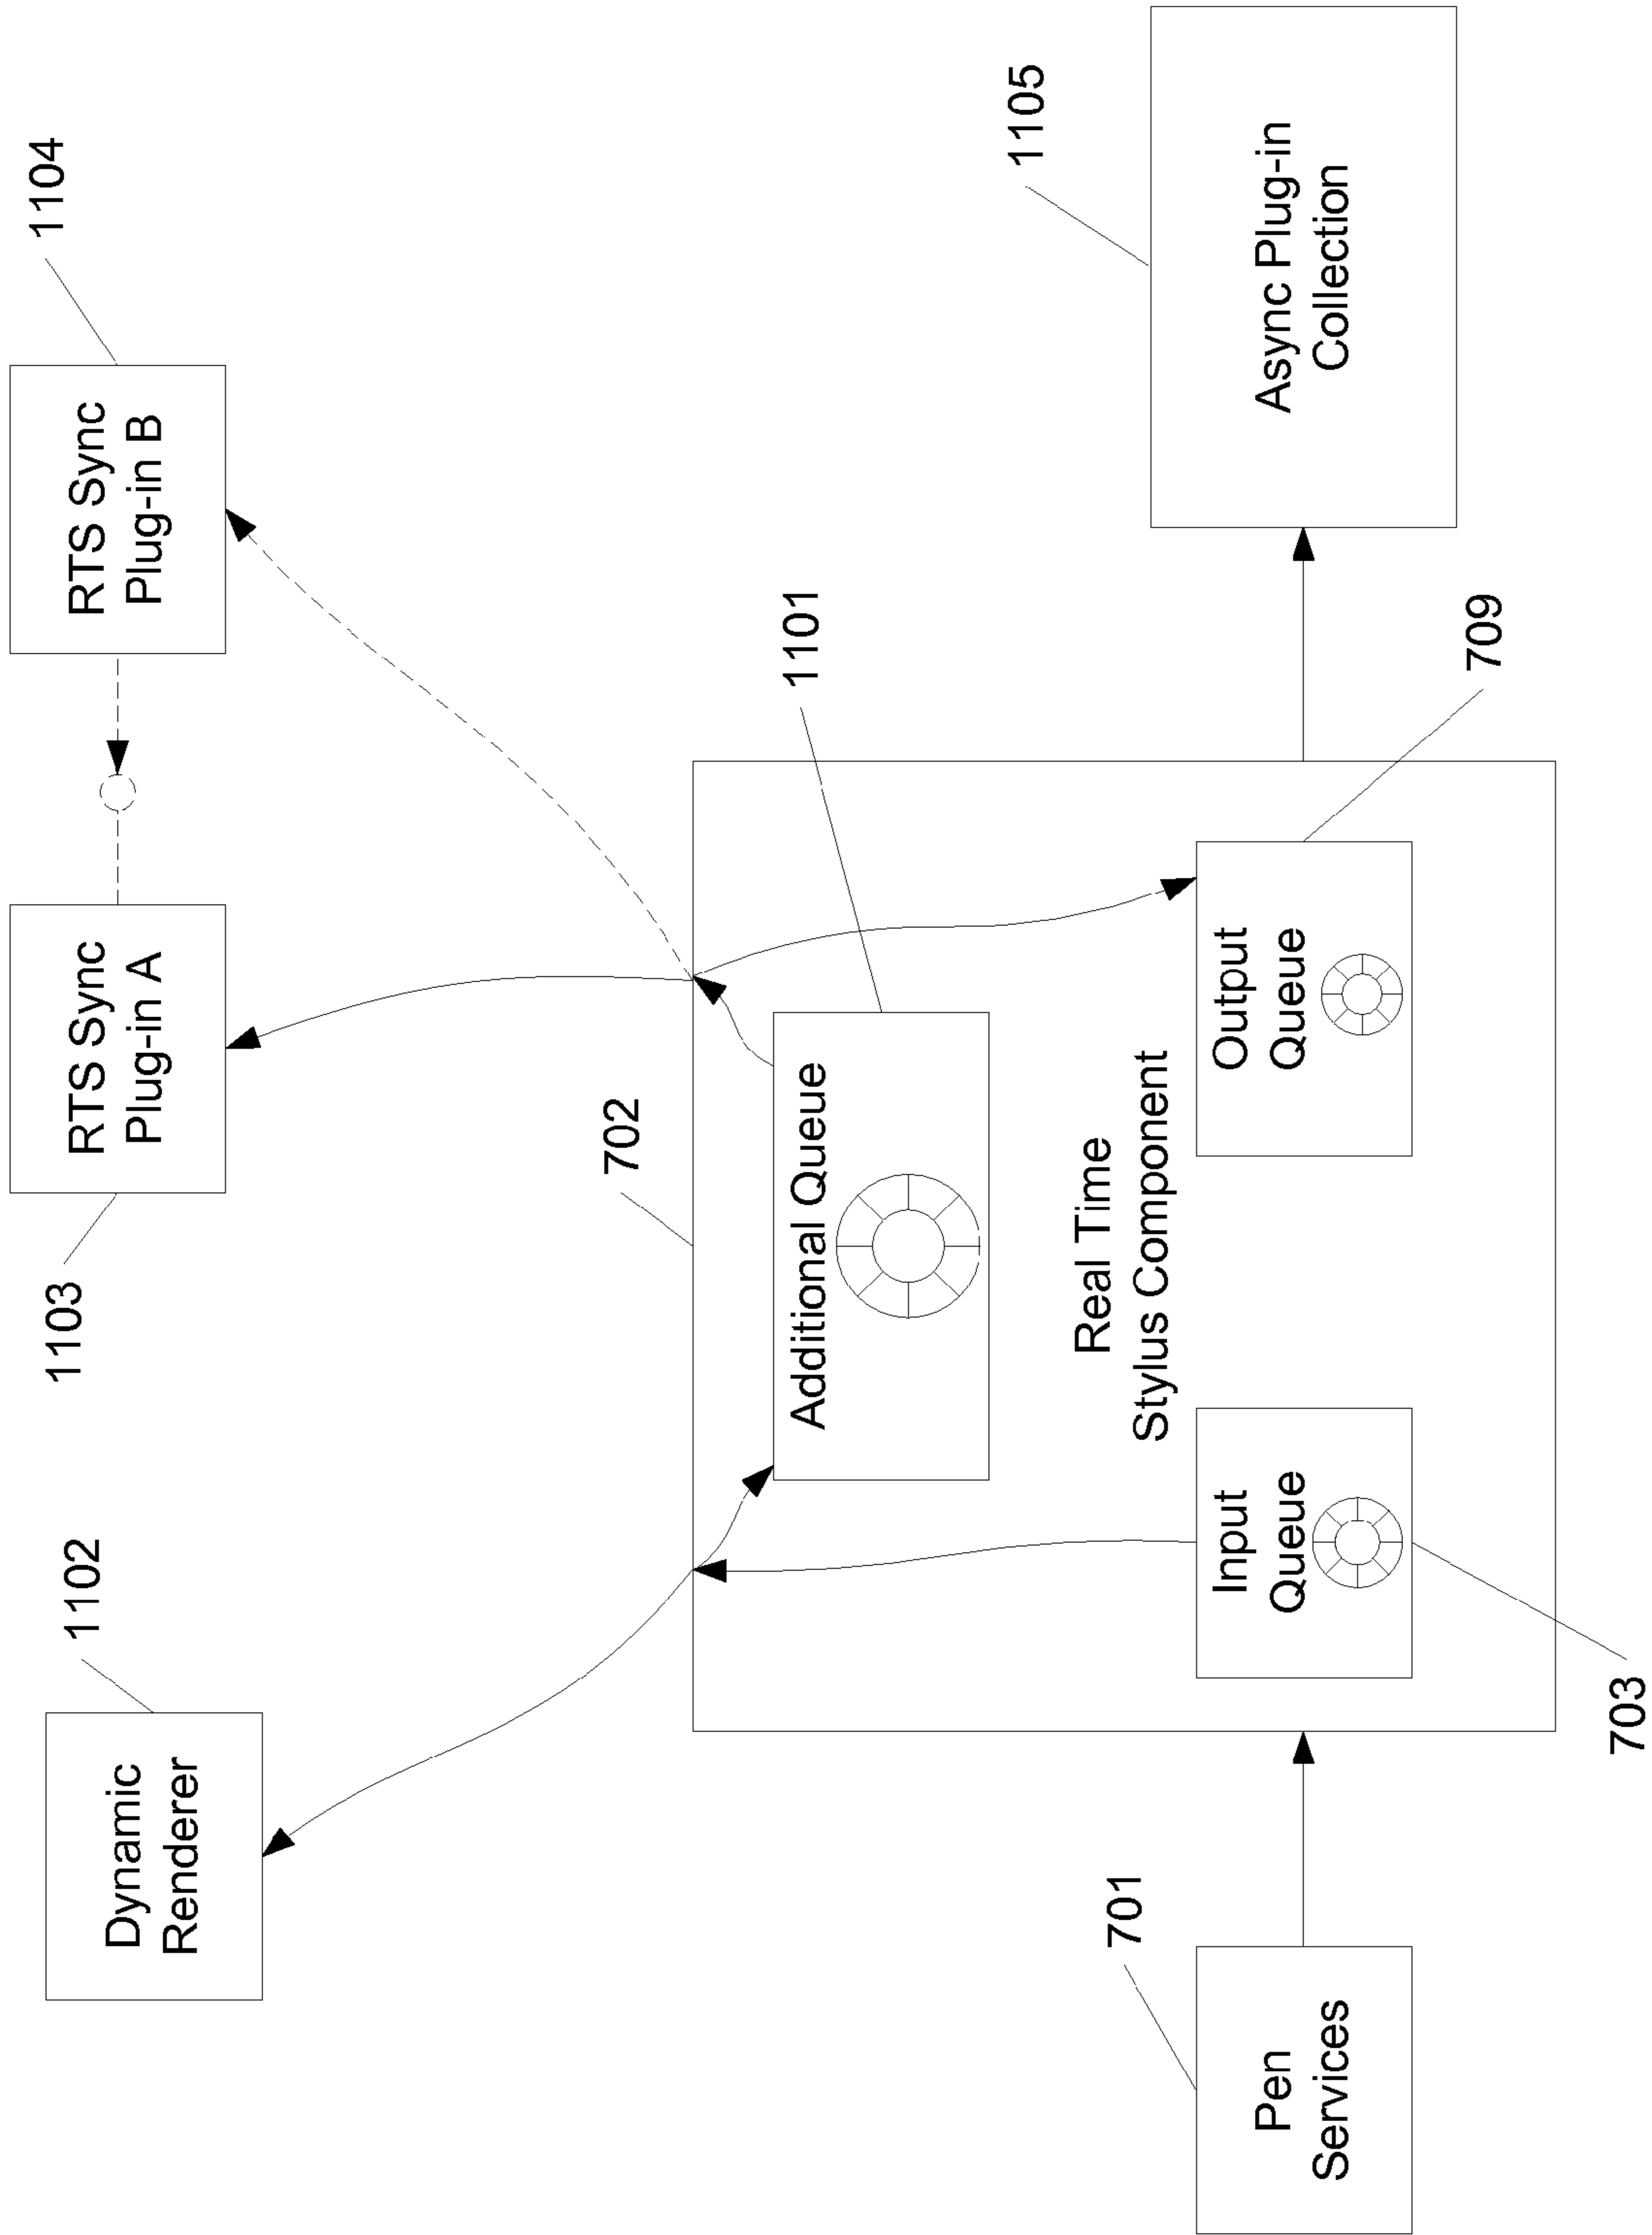 1102
Dynamic
Renderer
1103
RTS Sync
Plug-in A
RTS Sync
Plug-in B
1104
702
Additional Queue
1101
Real Time
Stylus Component
701
Pen
Services
Input
Queue
703
Output
Queue
709
1105
Async Plug-in
Collection